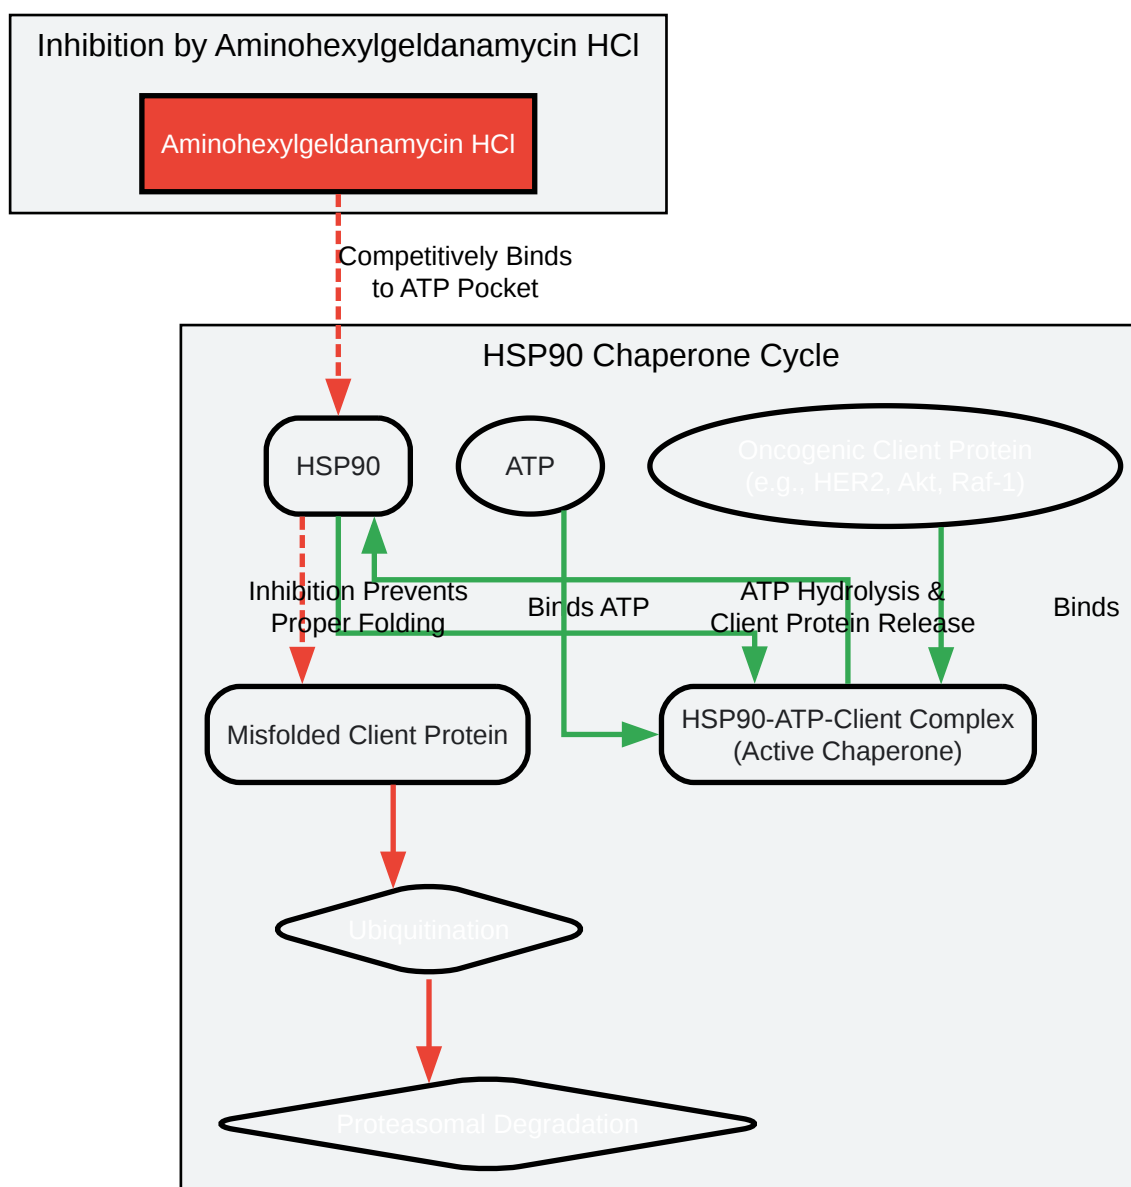 Inhibition by Aminohexylgeldanamycin HCl
Aminohexylgeldanamycin HCl
Competitively Binds
to ATP Pocket
HSP90 Chaperone Cycle
HSP90
ATP
Oncogenic Client Protein
(e.g., HER2, Akt, Raf-1)
Inhibition Prevents
Proper Folding
Binds ATP
ATP Hydrolysis &
Client Protein Release
Binds
Misfolded Client Protein
HSP90-ATP-Client Complex
(Active Chaperone)
Ubiquitination
Proteasomal Degradation